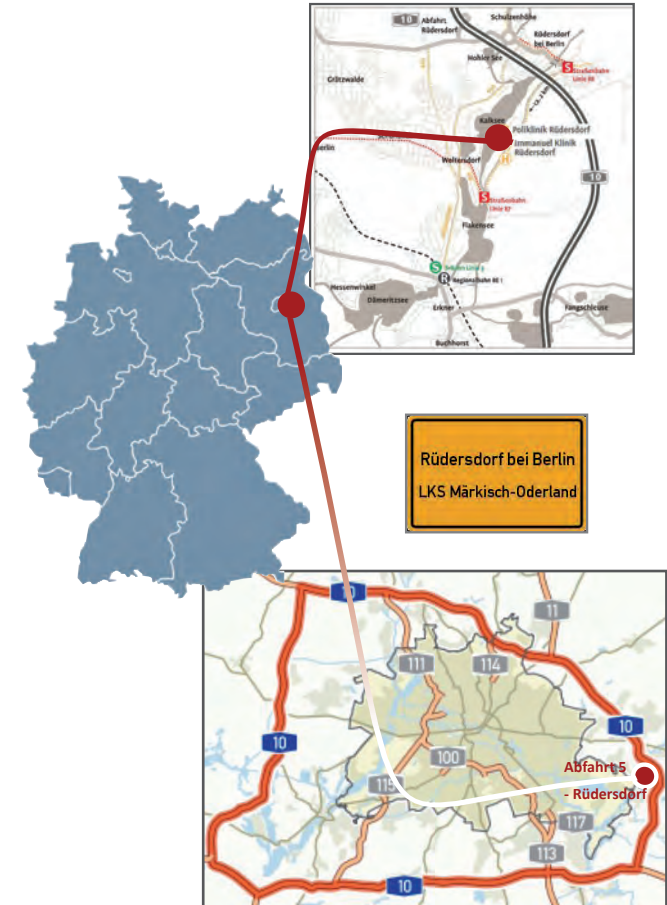 10
Abfahrt
Rüdersdorf
Schulzenhöhe
Rüdersdorf
bei Berlin
Hohler See
S
Straßenbahn
Linie 88
Grätzwalde
Kalksee
Poliklinik Rüdersdorf
Immanuel Klinik
Rüdersdorf
H
Berlin
Woltersdorf
10
S
Straßenbahn
Linie 87
Flakensee
S
R
Regionalbahn RE 1
Hessenwinkel
Dämeritzsee
Erkner
Fangschleuse
Buchhorst
Rüdersdorf bei Berlin
LKS Märkisch-Oderland
10
11
111
114
10
10
100
Abfahrt 5
- Rüdersdorf
115
117
113
10